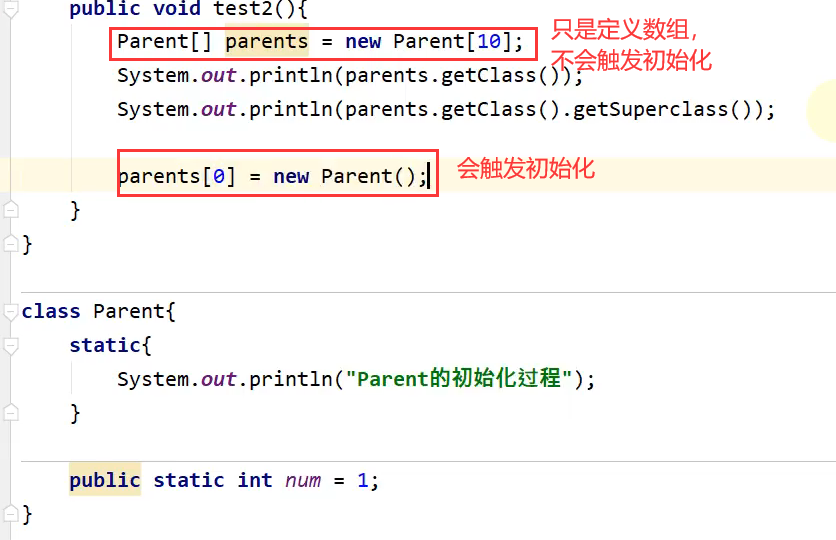 public void test2(){
Parent[] parents = new Parent[10];
只是定义数组，
不会触发初始化
System.out.println(parents.getClass());
System.out.println(parents.getClass().getSuperclass());
parents[0] = new Parent();
会触发初始化
}
}
class Parent{
static{
System.out.println("Parent的初始化过程");
}
public static int num = 1;
}